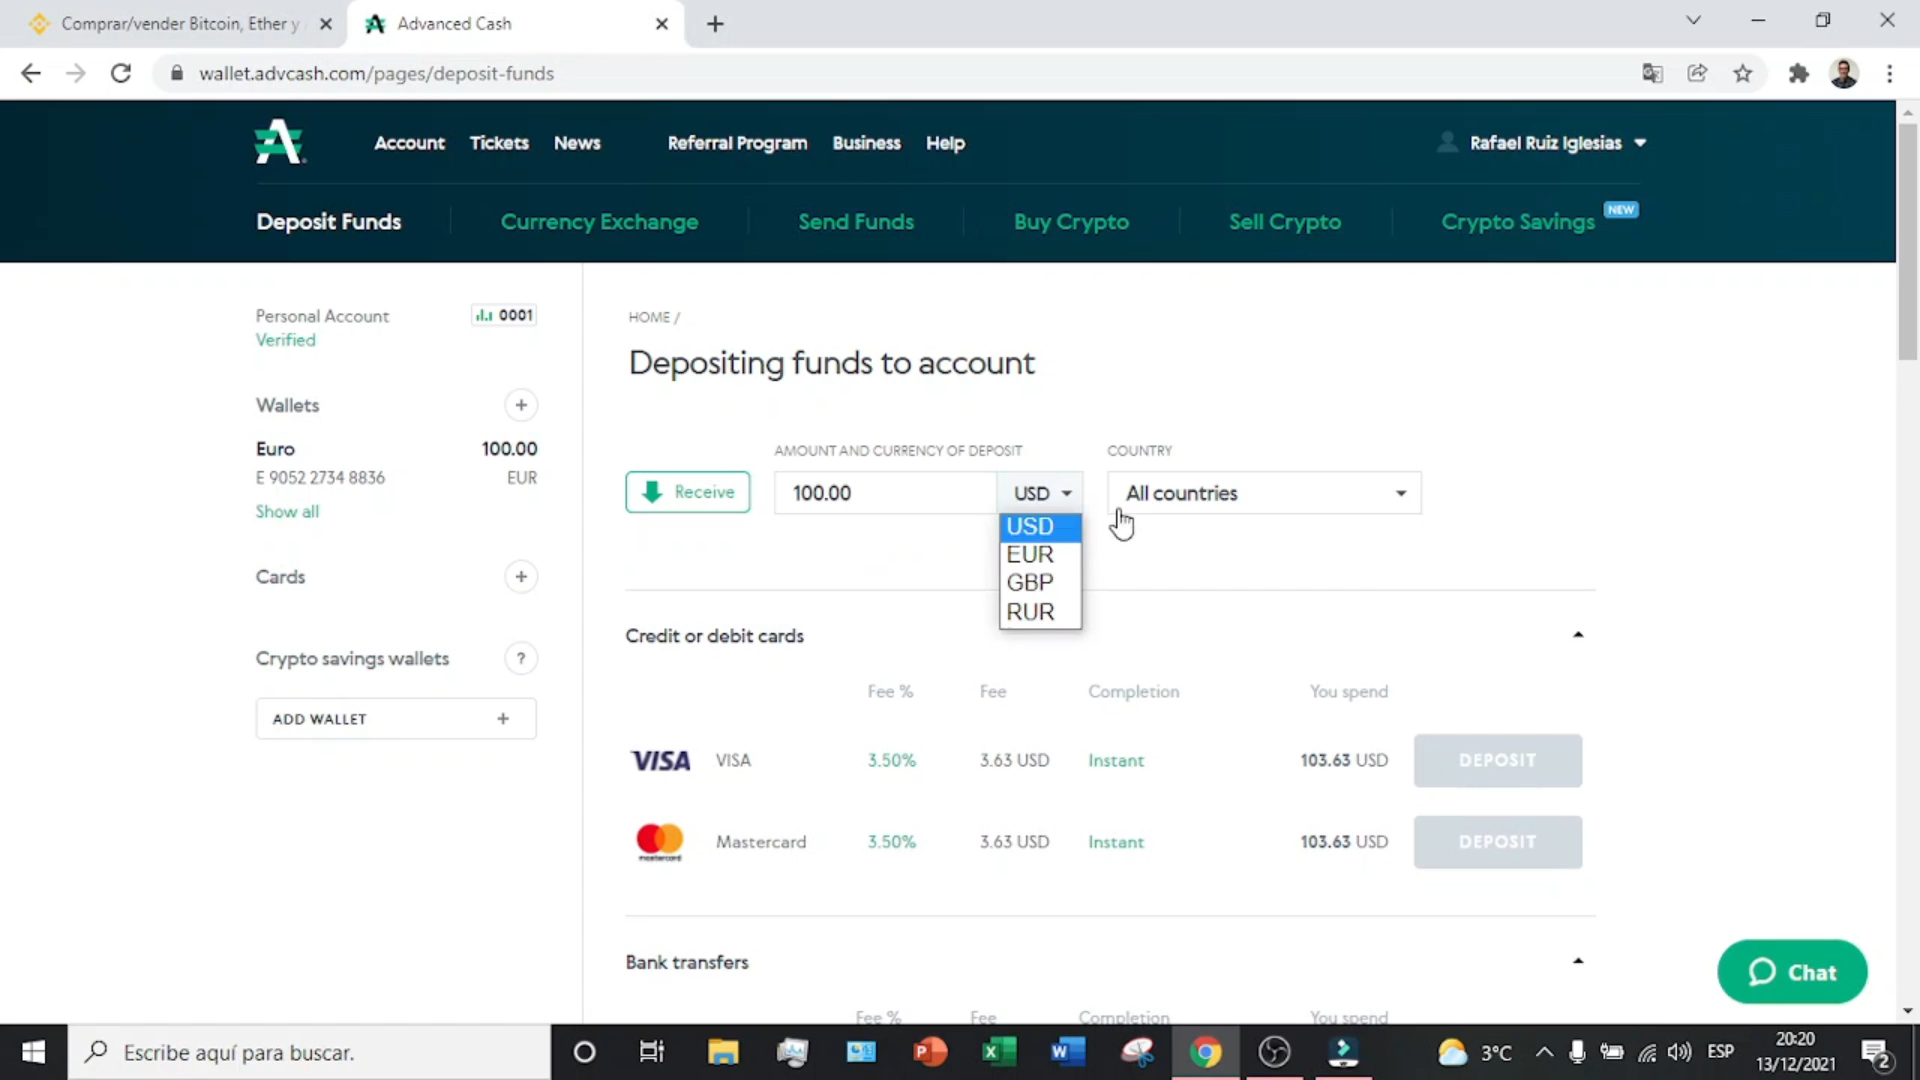 Comprar/vender Bitcoin, Ether y
Advanced Cash
wallet.advcash.com/pages/deposit-funds
Account
Tickets
News
Referral Program
Business
Help
Rafael Ruiz Iglesias
Deposit Funds
Currency Exchange
Send Funds
Buy Crypto
Sell Crypto
Crypto Savings
NEW
Personal Account
0001
Verified
Wallets
Euro 100.00
E 9052 2734 8836 EUR
Show all
Cards
Crypto savings wallets ?
ADD WALLET +
HOME /
Depositing funds to account
AMOUNT AND CURRENCY OF DEPOSIT
COUNTRY
Receive
100.00
USD
All countries
USD
EUR
GBP
RUR
Credit or debit cards
Fee % Fee Completion You spend
VISA VISA 3.50% 3.63 USD Instant 103.63 USD DEPOSIT
mastercard Mastercard 3.50% 3.63 USD Instant 103.63 USD DEPOSIT
Bank transfers
Fee % Fee Completion You spend
Chat
Escribe aquí para buscar.
3°C
ESP
20:20
13/12/2021
2